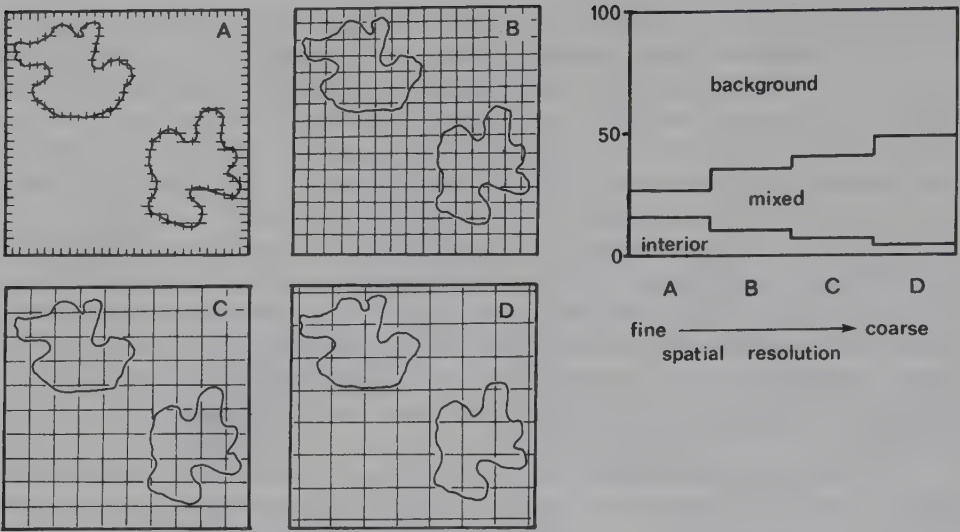 A
B
C
D
100
50
0
background
mixed
interior
A B C D
fine coarse
spatial resolution